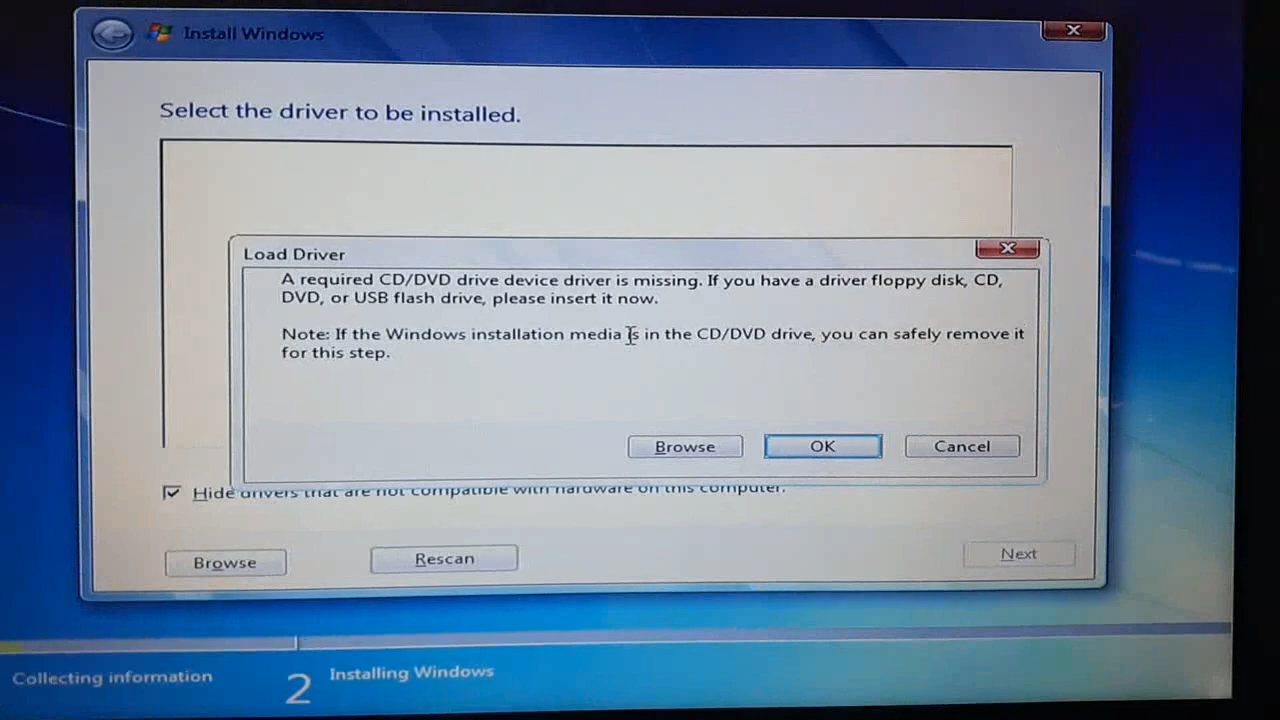 Install Windows
Select the driver to be installed.
Load Driver
A required CD/DVD drive device driver is missing. If you have a driver floppy disk, CD,
DVD, or USB flash drive, please insert it now.
Note: If the Windows installation media is in the CD/DVD drive, you can safely remove it
for this step.
Browse OK Cancel
Hide drivers that are not compatible with hardware on this computer.
Browse Rescan Next
Collecting information 2 Installing Windows